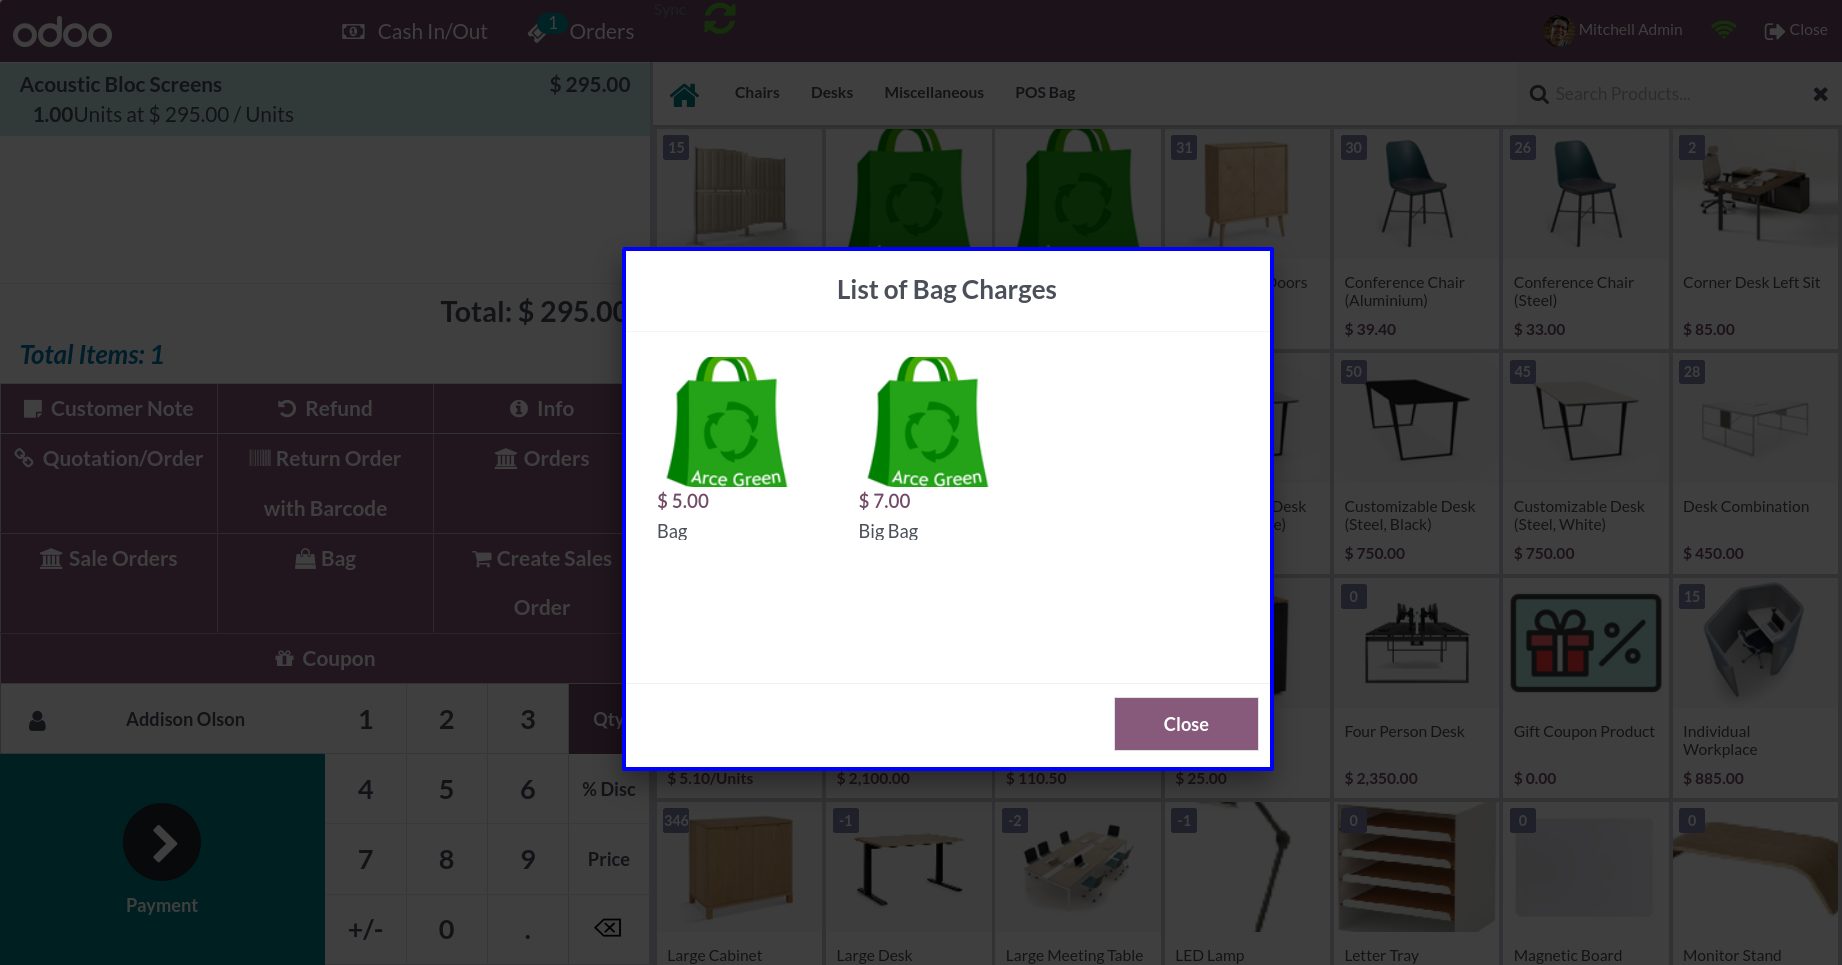 odoo
Cash In/Out
1
Orders
Sync
Mitchell Admin
Close
Acoustic Bloc Screens
$ 295.00
1.00Units at $ 295.00 / Units
Total: $ 295.00
Total Items: 1
Customer Note
Refund
Info
Quotation/Order
Return Order
with Barcode
Orders
Sale Orders
Bag
Create Sales
Order
Coupon
Addison Olson
1
2
3
Qty
4
5
6
% Disc
7
8
9
Price
+/-
0
.
Payment
Chairs
Desks
Miscellaneous
POS Bag
Search Products...
15
31
30
26
2
Conference Chair
(Aluminium)
$ 39.40
Conference Chair
(Steel)
$ 33.00
Corner Desk Left Sit
$ 85.00
50
45
28
Customizable Desk
(Steel, Black)
$ 750.00
Customizable Desk
(Steel, White)
$ 750.00
Desk Combination
$ 450.00
0
15
Four Person Desk
$ 2,350.00
Gift Coupon Product
$ 0.00
Individual
Workplace
$ 885.00
$ 5.10/Units
$ 2,100.00
$ 110.50
$ 25.00
346
-1
-2
-1
0
0
0
Large Cabinet
Large Desk
Large Meeting Table
LED Lamp
Letter Tray
Magnetic Board
Monitor Stand
List of Bag Charges
Arce Green
$ 5.00
Bag
Arce Green
$ 7.00
Big Bag
Close